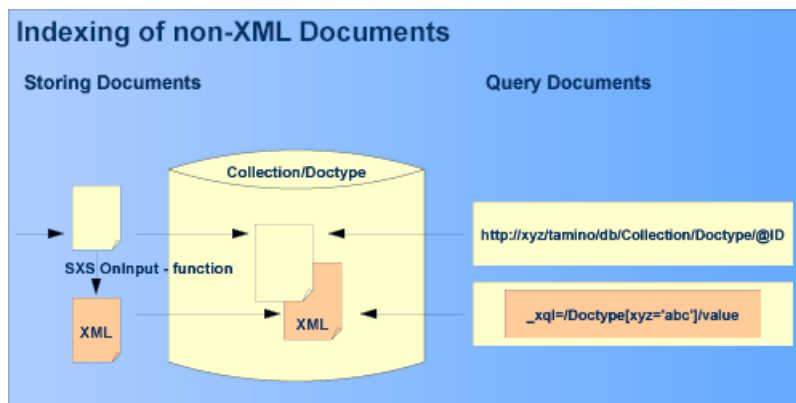 Indexing of non-XML Documents
Storing Documents
Query Documents
Collection/Doctype
http://xyz/tamino/db/Collection/Doctype/@ID
SXS OnInput - function
XML
XML
_xql=/Doctype[xyz='abc']/value